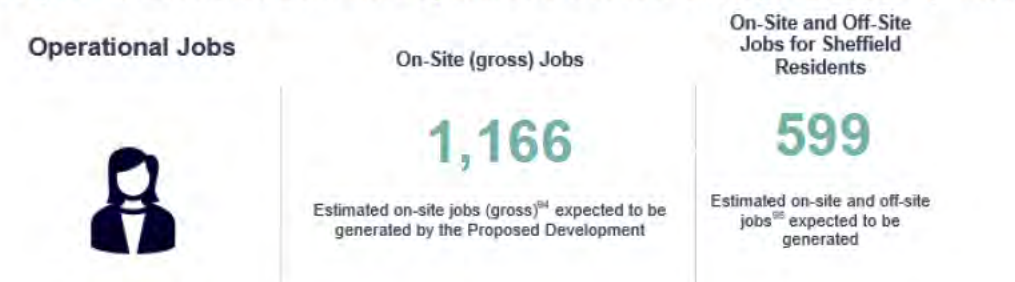 Operational Jobs
On-Site (gross) Jobs
1,166
Estimated on-site jobs (gross)⁹⁴ expected to be
generated by the Proposed Development
On-Site and Off-Site
Jobs for Sheffield
Residents
599
Estimated on-site and off-site
jobs⁹⁵ expected to be
generated